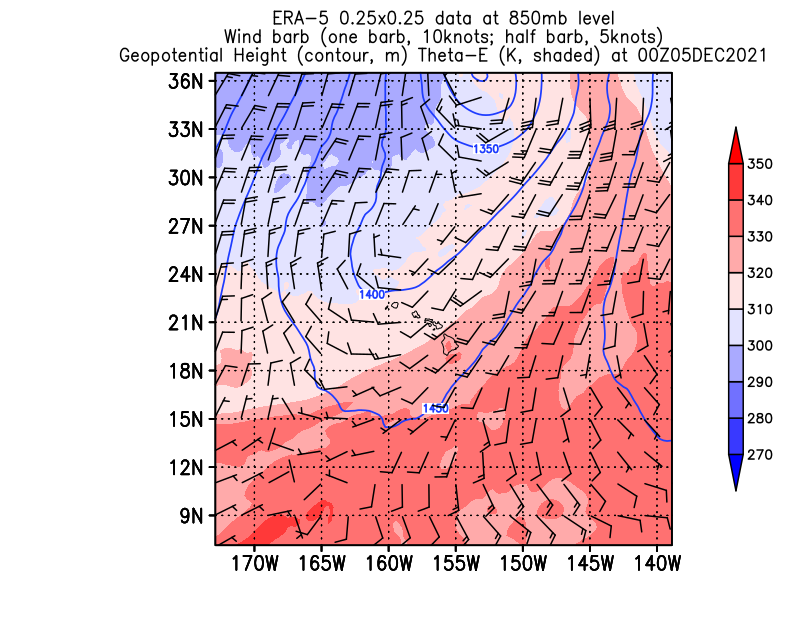 ERA-5 0.25x0.25 data at 850mb level
Wind barb (one barb, 10knots; half barb, 5knots)
Geopotential Height (contour, m) Theta-E (K, shaded) at 00Z05DEC2021
36N
33N
30N
27N
24N
21N
18N
15N
12N
9N
1350
1400
1450
170W 165W 160W 155W 150W 145W 140W
350
340
330
320
310
300
290
280
270